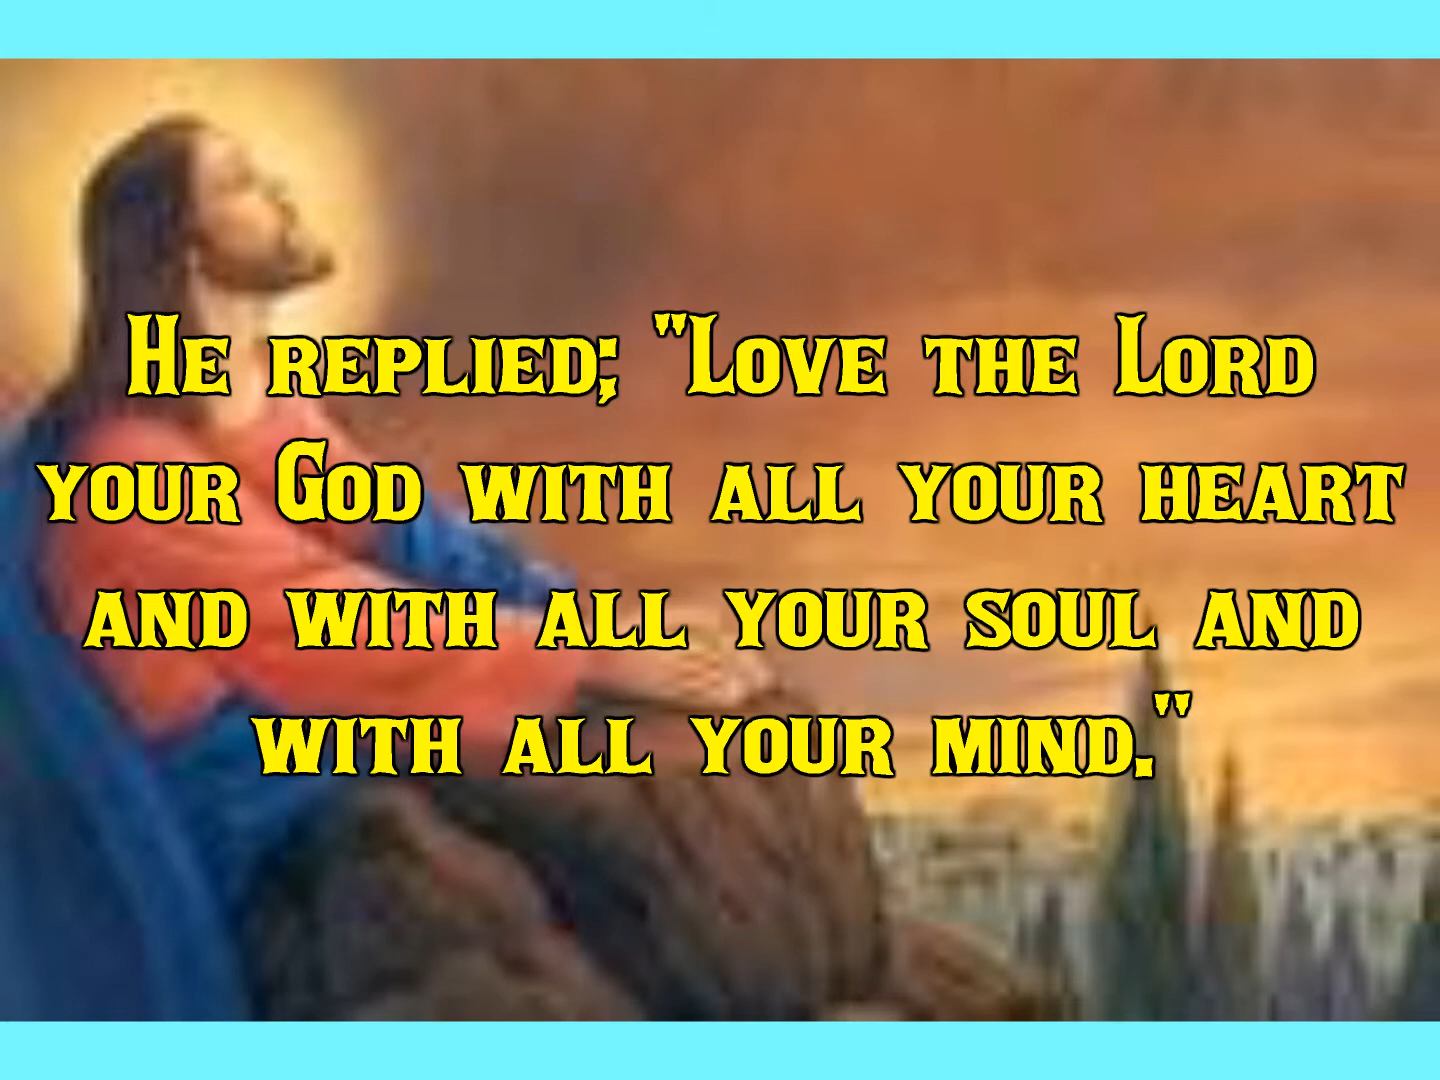 He replied; "Love the Lord
your God with all your heart
and with all your soul and
with all your mind."